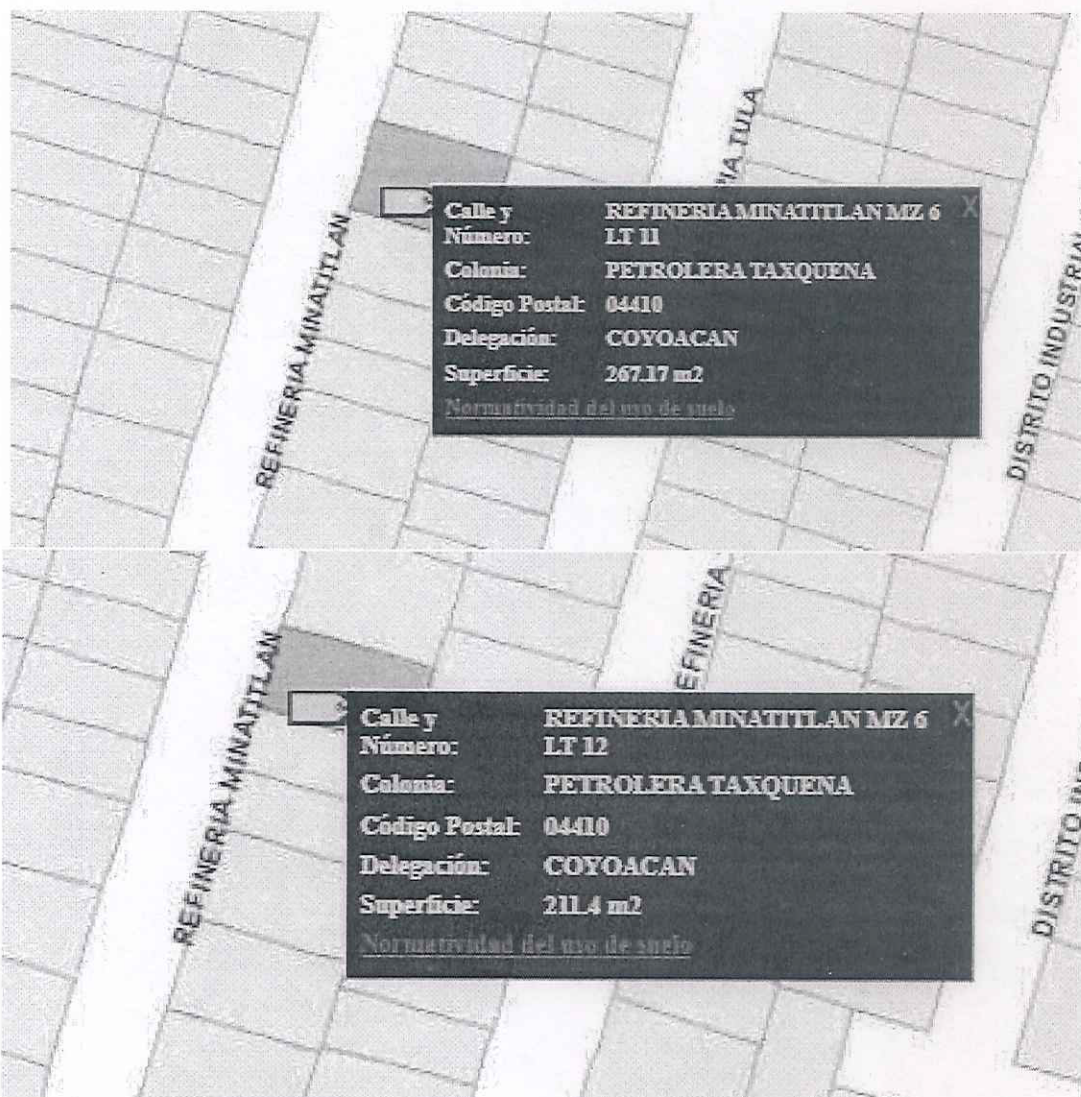 NA TULA
REFINERIA MINATITLAN
DISTRITO INDUSTRIAL
X
Calle y Número: REFINERIA MINATITLAN MZ 6 LT 11
Colonia: PETROLERA TAXQUENA
Código Postal: 04410
Delegación: COYOACAN
Superficie: 267.17 m2
Normatividad del uso de suelo
REFINERIA MINATITLAN
EFINERIA
DISTRITO IND
X
Calle y Número: REFINERIA MINATITLAN MZ 6 LT 12
Colonia: PETROLERA TAXQUENA
Código Postal: 04410
Delegación: COYOACAN
Superficie: 211.4 m2
Normatividad del uso de suelo